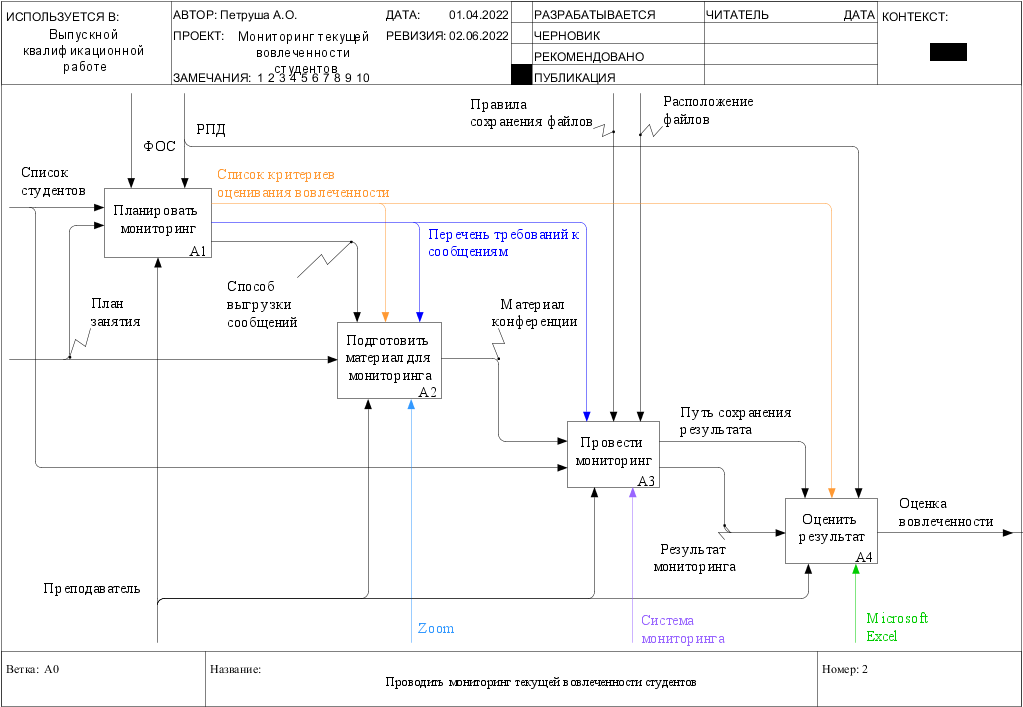 ИСПОЛЬЗУЕТСЯ В:
Выпускной
квалификационной
работе
АВТОР: Петруша А.О.
ДАТА: 01.04.2022
ПРОЕКТ: Мониторинг текущей
вовлеченности
студентов
РЕВИЗИЯ: 02.06.2022
ЗАМЕЧАНИЯ: 1 2 3 4 5 6 7 8 9 10
РАЗРАБАТЫВАЕТСЯ
ЧЕРНОВИК
РЕКОМЕНДОВАНО
ПУБЛИКАЦИЯ
ЧИТАТЕЛЬ
ДАТА
КОНТЕКСТ:
ФОС
РПД
Правила
сохранения файлов
Расположение
файлов
Список
студентов
Список критериев
оценивания вовлеченности
Планировать
мониторинг
A1
Перечень требований к
сообщениям
План
занятия
Способ
выгрузки
сообщений
Материал
конференции
Подготовить
материал для
мониторинга
A2
Путь сохранения
результата
Провести
мониторинг
A3
Оценить
результат
A4
Оценка
вовлеченности
Результат
мониторинга
Преподаватель
Zoom
Система
мониторинга
Microsoft
Excel
Ветка: A0
Название:
Проводить мониторинг текущей вовлеченности студентов
Номер: 2